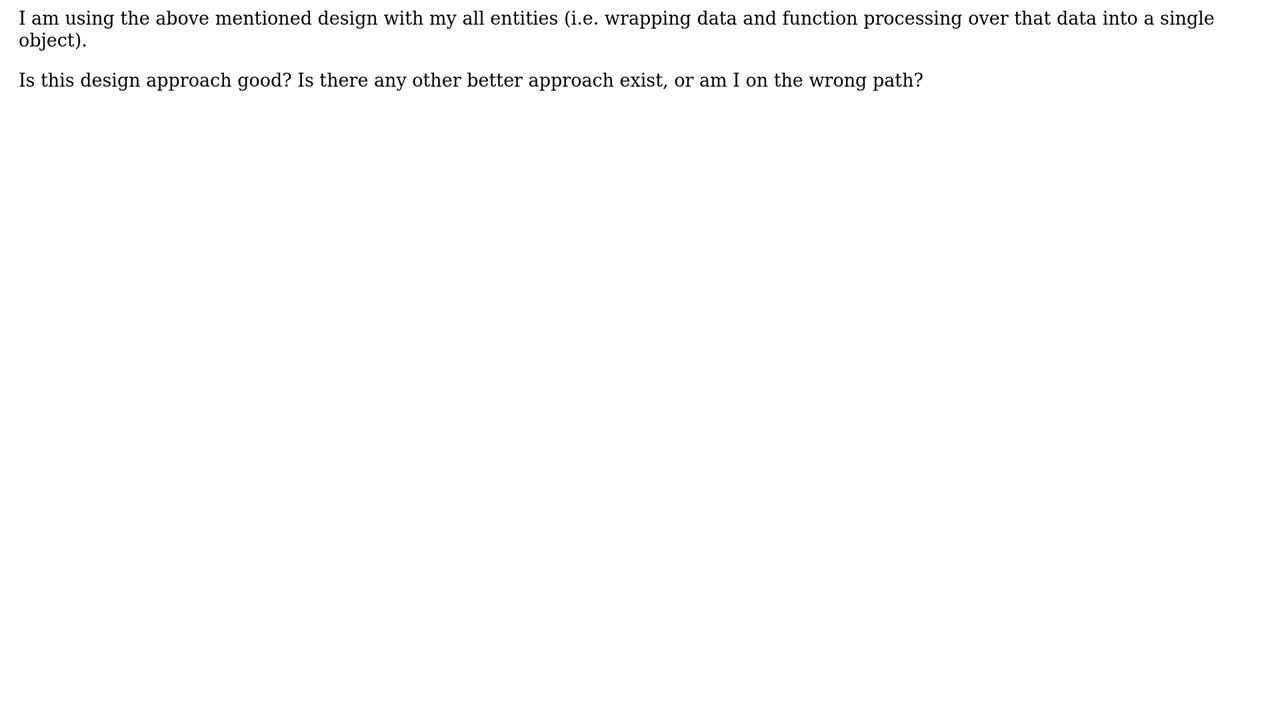 I am using the above mentioned design with my all entities (i.e. wrapping data and function processing over that data into a single
object).
Is this design approach good? Is there any other better approach exist, or am I on the wrong path?